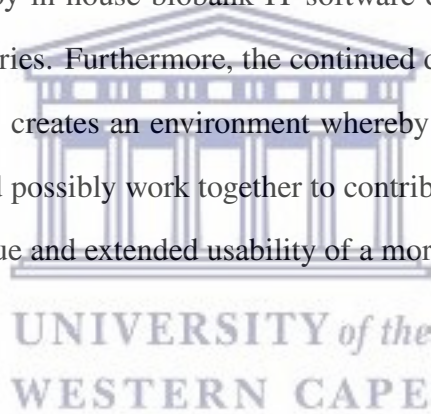 by in house biobank IT software
ries. Furthermore, the continued
creates an environment whereby
possibly work together to contrib
ue and extended usability of a mor
UNIVERSITY of the
WESTERN CAPE